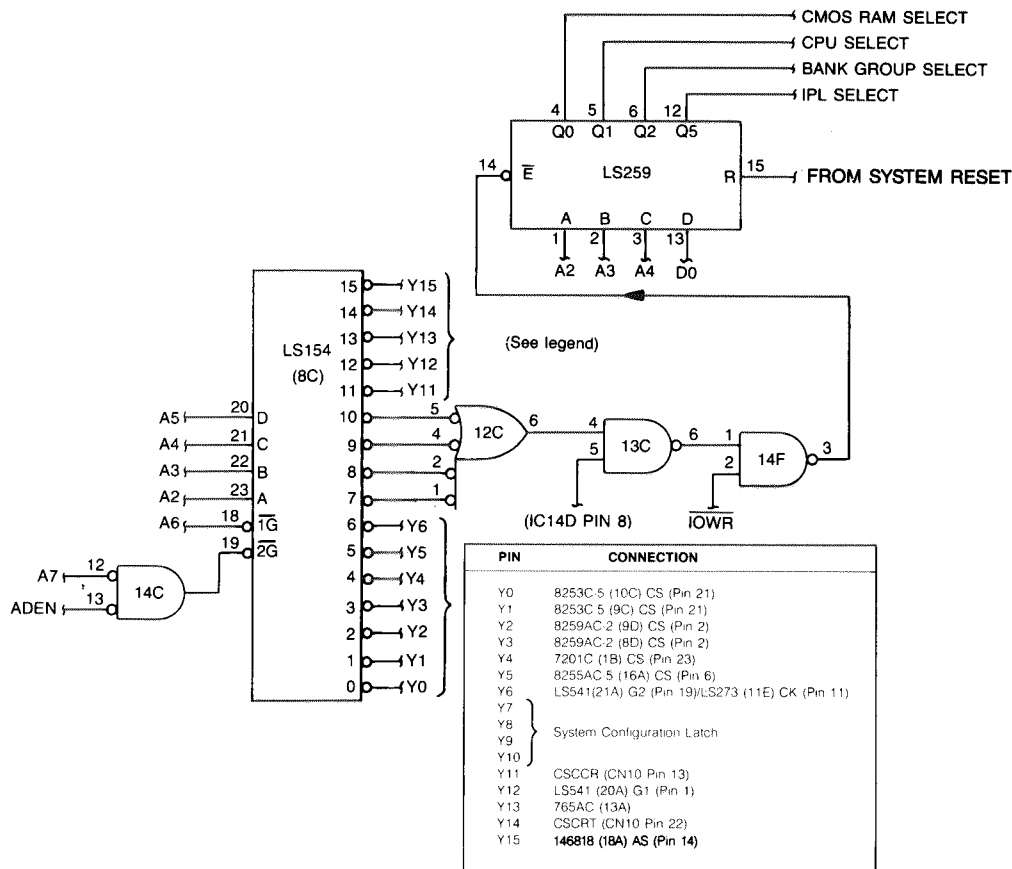 CMOS RAM SELECT
CPU SELECT
BANK GROUP SELECT
IPL SELECT
4 5 6 12
Q0 Q1 Q2 Q5
14 E LS259 R 15 FROM SYSTEM RESET
A B C D
1 2 3 13
A2 A3 A4 D0
15 Y15
14 Y14
13 Y13
12 Y12
11 Y11
(See legend)
LS154
(8C)
A5 20 D
A4 21 C
A3 22 B
A2 23 A
A6 18 1G
19 2G
A7 12
ADEN 13
14C
10 5
9 4
8 2
7 1
12C 6
4 13C 6
5
(IC14D PIN 8)
1 14F 3
2
IOWR
6 Y6
5 Y5
4 Y4
3 Y3
2 Y2
1 Y1
0 Y0
PIN CONNECTION
Y0 8253C-5 (10C) CS (Pin 21)
Y1 8253C-5 (9C) CS (Pin 21)
Y2 8259AC-2 (9D) CS (Pin 2)
Y3 8259AC-2 (8D) CS (Pin 2)
Y4 7201C (1B) CS (Pin 23)
Y5 8255AC-5 (16A) CS (Pin 6)
Y6 LS541(21A) G2 (Pin 19)/LS273 (11E) CK (Pin 11)
Y7
Y8
Y9
Y10
System Configuration Latch
Y11 CSCCR (CN10 Pin 13)
Y12 LS541 (20A) G1 (Pin 1)
Y13 765AC (13A)
Y14 CSCRT (CN10 Pin 22)
Y15 146818 (18A) AS (Pin 14)